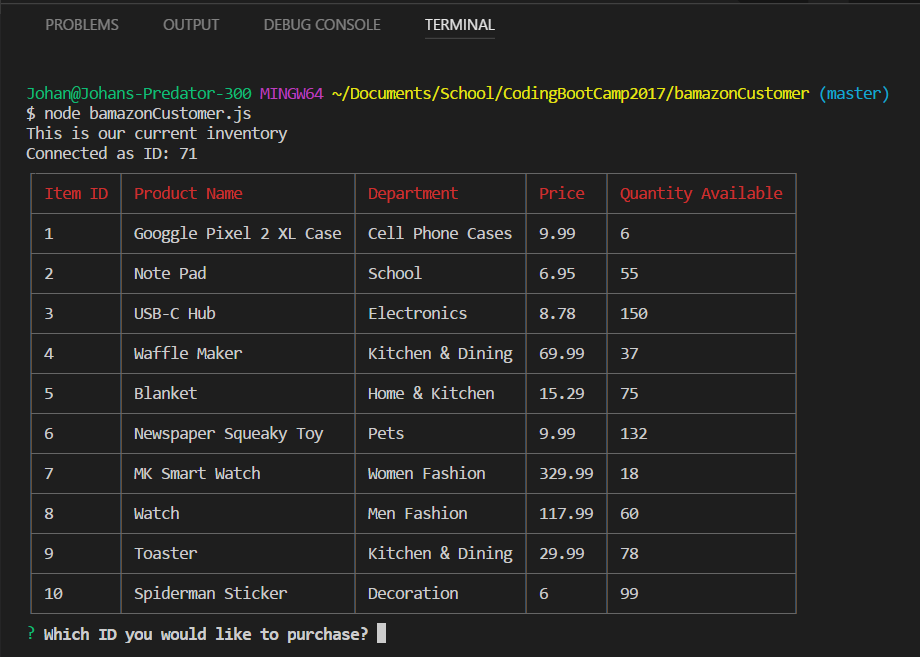 PROBLEMS OUTPUT DEBUG CONSOLE TERMINAL
Johan@Johans-Predator-300 MINGW64 ~/Documents/School/CodingBootCamp2017/bamazonCustomer (master)
$ node bamazonCustomer.js
This is our current inventory
Connected as ID: 71
Item ID Product Name Department Price Quantity Available
1 Googgle Pixel 2 XL Case Cell Phone Cases 9.99 6
2 Note Pad School 6.95 55
3 USB-C Hub Electronics 8.78 150
4 Waffle Maker Kitchen & Dining 69.99 37
5 Blanket Home & Kitchen 15.29 75
6 Newspaper Squeaky Toy Pets 9.99 132
7 MK Smart Watch Women Fashion 329.99 18
8 Watch Men Fashion 117.99 60
9 Toaster Kitchen & Dining 29.99 78
10 Spiderman Sticker Decoration 6 99
? Which ID you would like to purchase?